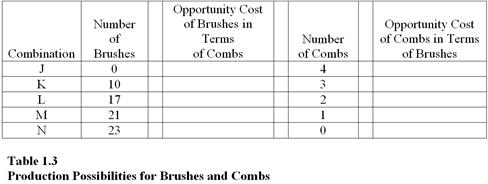 Combination Number of Brushes Opportunity Cost of Brushes in Terms of Combs Number of Combs Opportunity Cost of Combs in Terms of Brushes
J 0 4
K 10 3
L 17 2
M 21 1
N 23 0
Table 1.3
Production Possibilities for Brushes and Combs